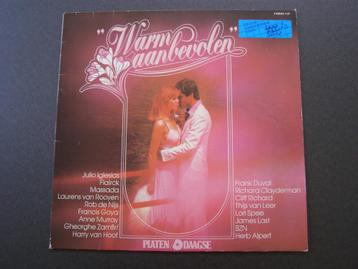 "Warm
aanbevolen"
Julio Iglesias
Flairck
Massada
Laurens van Rooyen
Rob de Nijs
Francis Goya
Anne Murray
Gheorghe Zamfir
Harry van Hoof
Frank Duval
Richard Clayderman
Cliff Richard
Thijs van Leer
Lori Spee
James Last
BZN
Herb Alpert
PLATEN DAAGSE